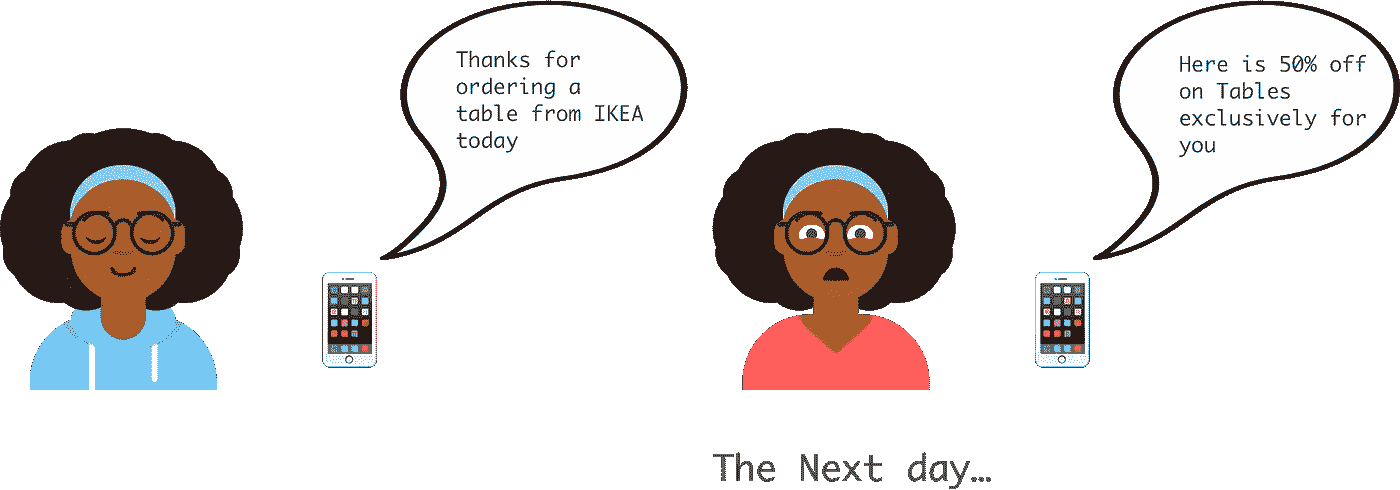 Thanks for
ordering a
table from IKEA
today
Here is 50% off
on Tables
exclusively for
you
The Next day…